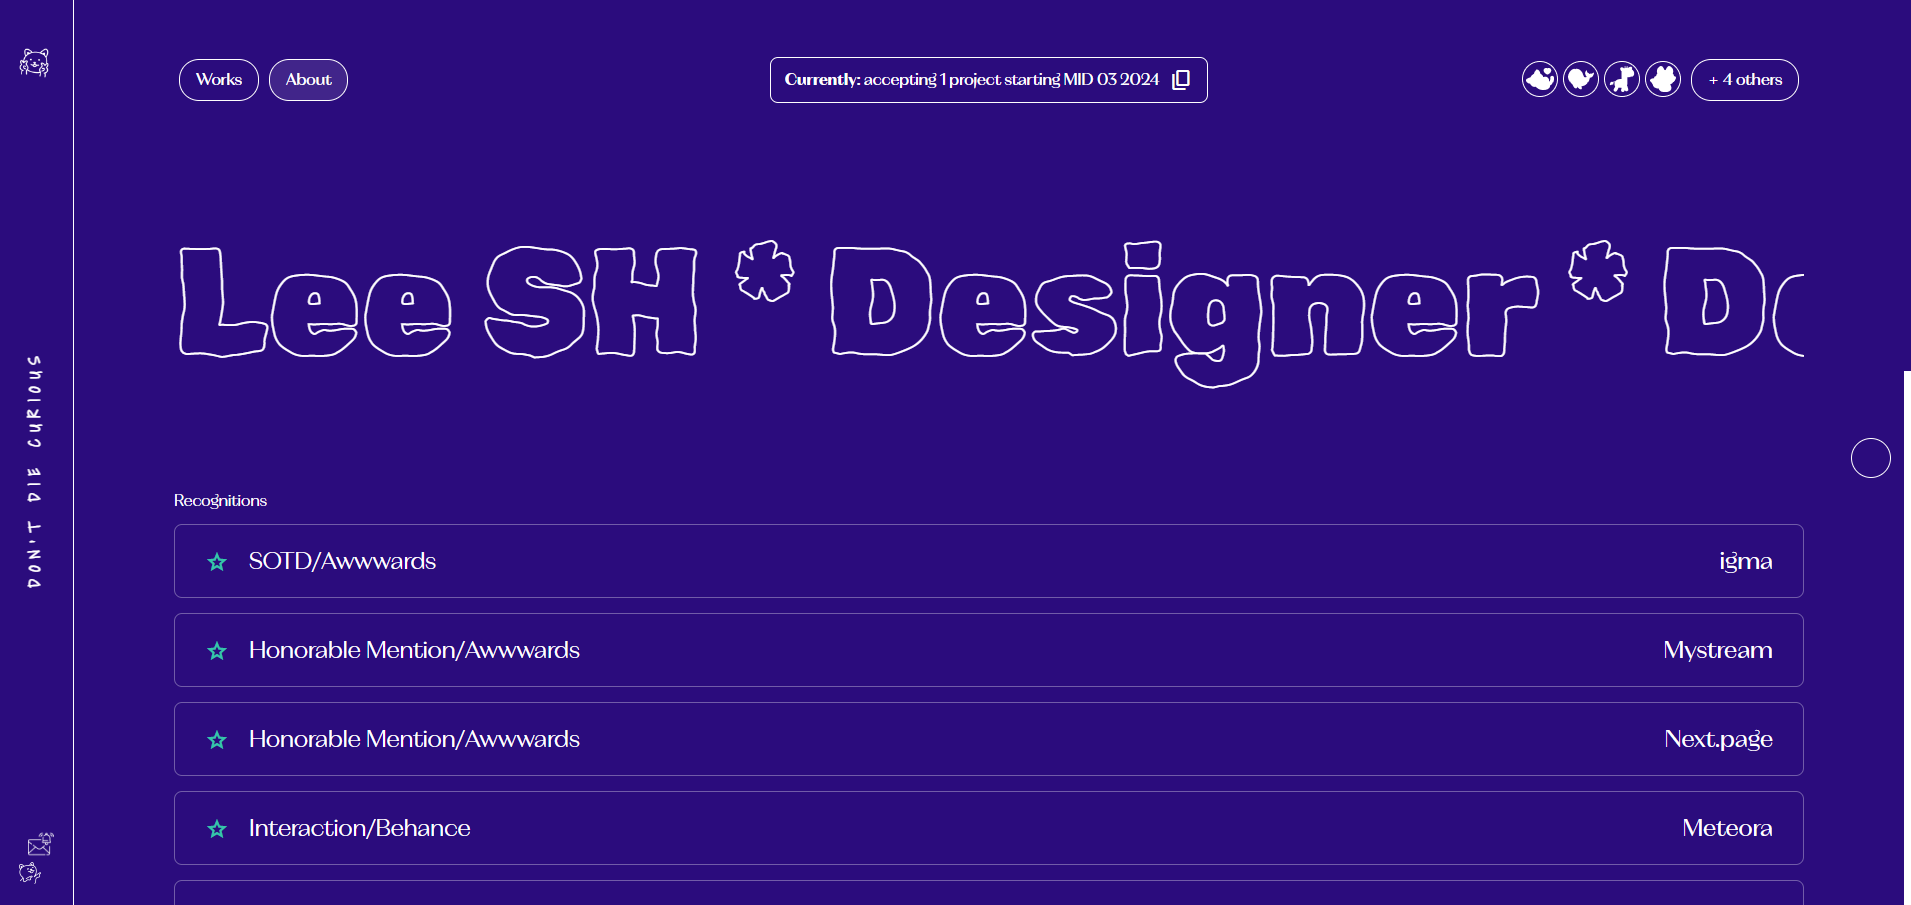 Works
About
Currently: accepting 1 project starting MID 03 2024
+ 4 others
DON'T DIE CURIOUS
Lee SH * Designer * D
Recognitions
SOTD/Awwwards
igma
Honorable Mention/Awwwards
Mystream
Honorable Mention/Awwwards
Next.page
Interaction/Behance
Meteora